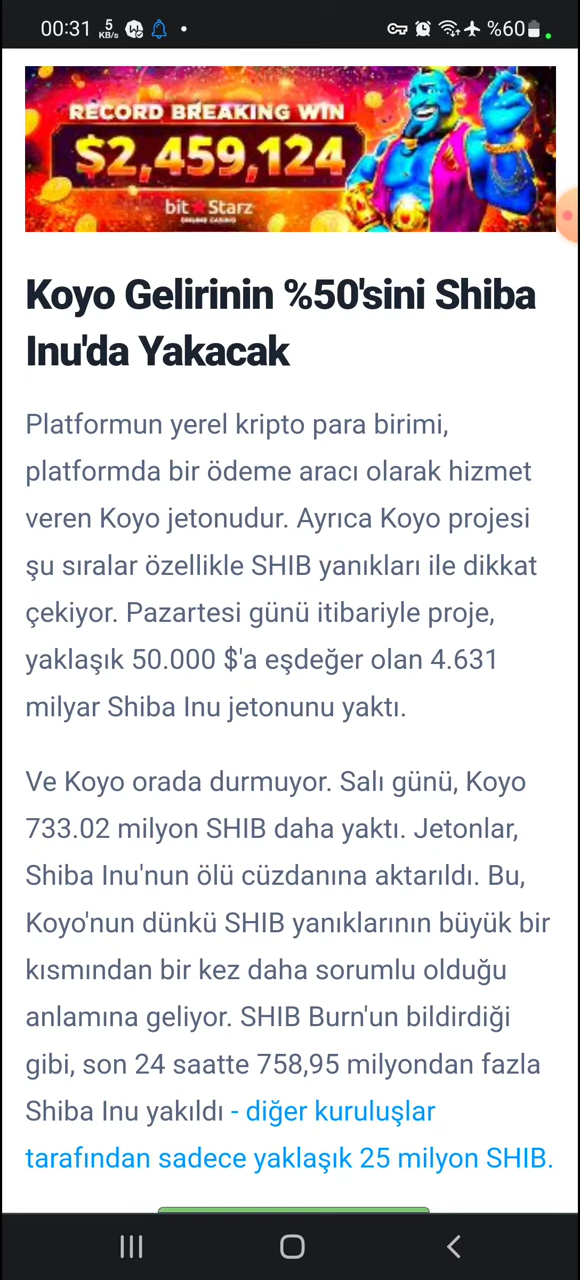 00:31 5 KB/s %60
RECORD BREAKING WIN
$2,459,124
bit Starz
ONLINE CASINO
Koyo Gelirinin %50'sini Shiba
Inu'da Yakacak
Platformun yerel kripto para birimi,
platformda bir ödeme aracı olarak hizmet
veren Koyo jetonudur. Ayrıca Koyo projesi
şu sıralar özellikle SHIB yanıkları ile dikkat
çekiyor. Pazartesi günü itibariyle proje,
yaklaşık 50.000 $'a eşdeğer olan 4.631
milyar Shiba Inu jetonunu yaktı.
Ve Koyo orada durmuyor. Salı günü, Koyo
733.02 milyon SHIB daha yaktı. Jetonlar,
Shiba Inu'nun ölü cüzdanına aktarıldı. Bu,
Koyo'nun dünkü SHIB yanıklarının büyük bir
kısmından bir kez daha sorumlu olduğu
anlamına geliyor. SHIB Burn'un bildirdiği
gibi, son 24 saatte 758,95 milyondan fazla
Shiba Inu yakıldı - diğer kuruluşlar
tarafından sadece yaklaşık 25 milyon SHIB.